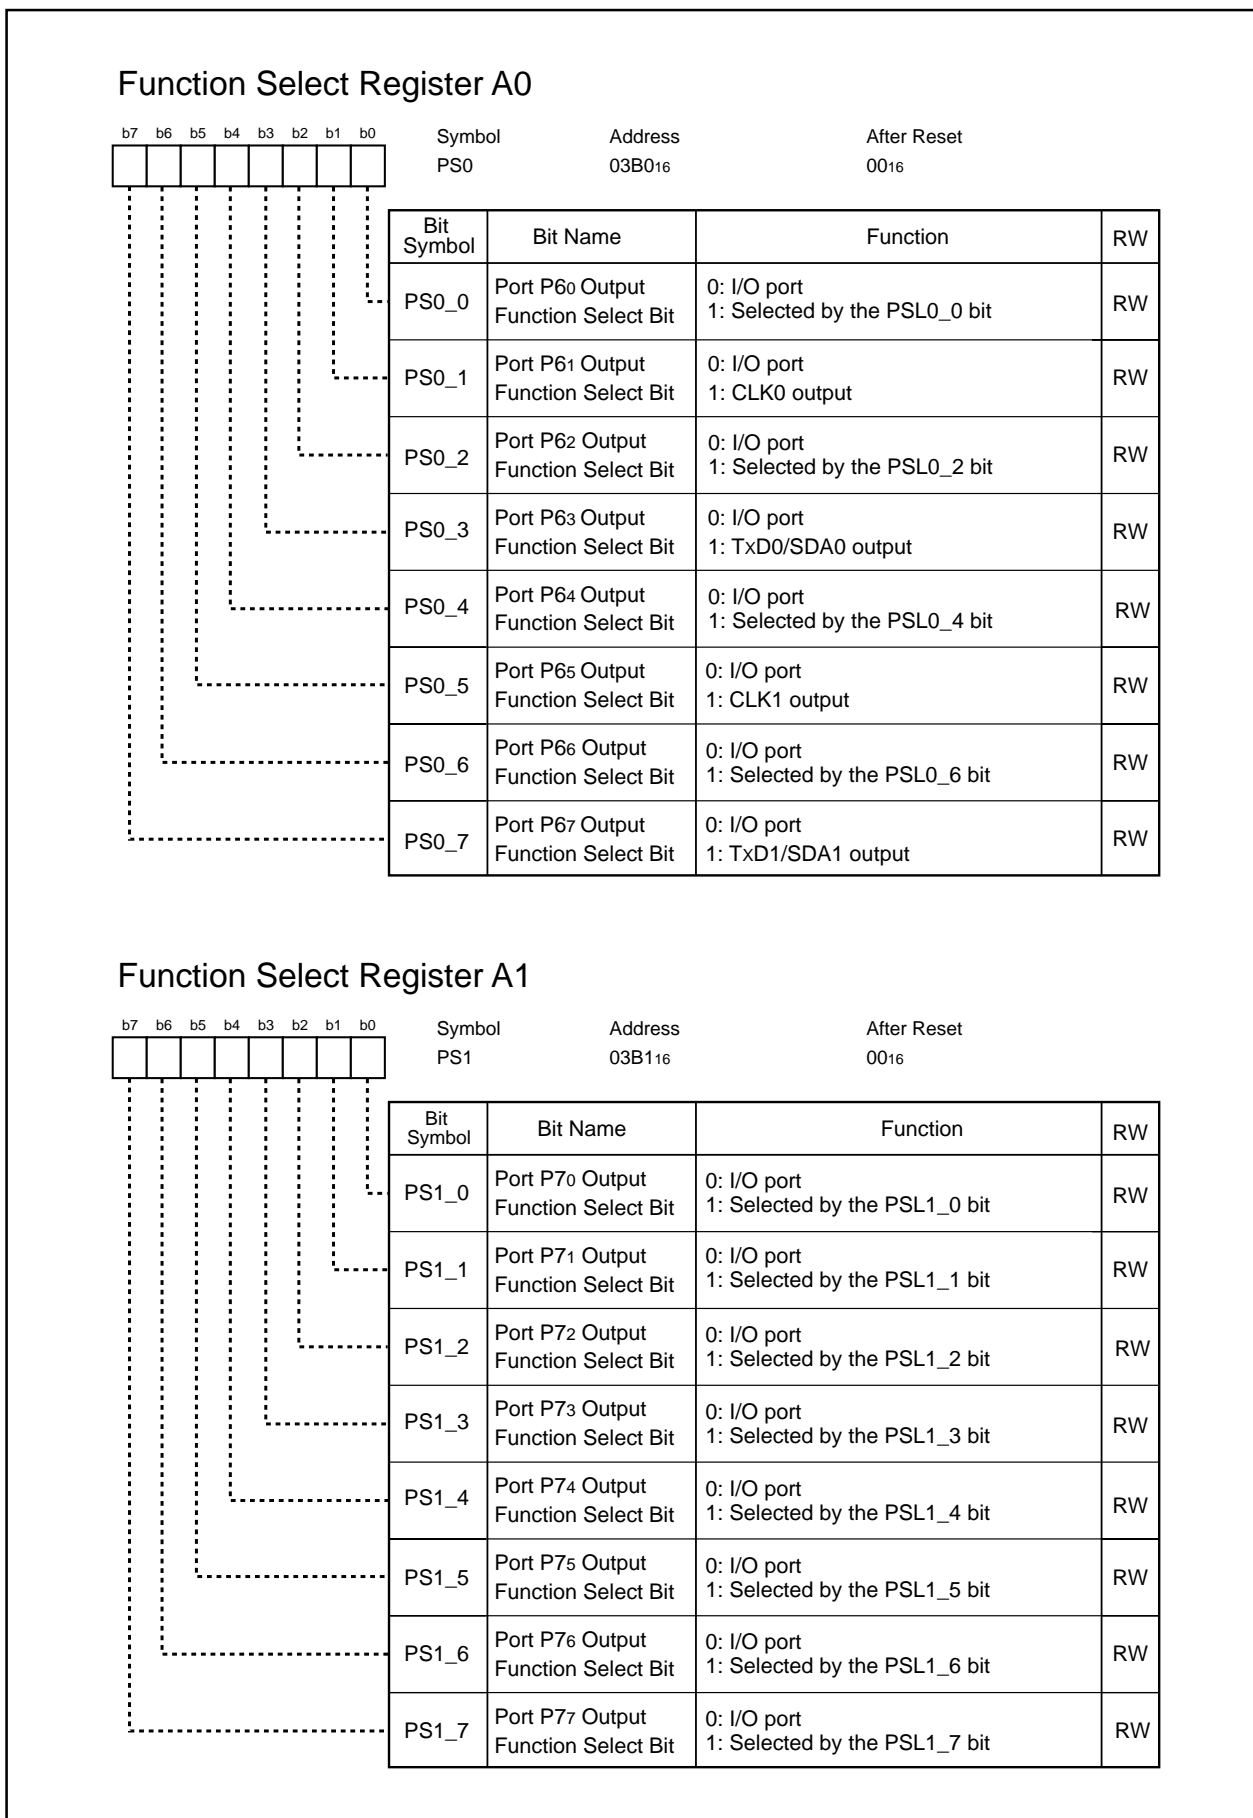 Function Select Register A0
b7 b6 b5 b4 b3 b2 b1 b0
Symbol Address After Reset
PS0 03B016 0016
Bit Symbol Bit Name Function RW
PS0_0 Port P60 Output 0: I/O port RW
Function Select Bit 1: Selected by the PSL0_0 bit
PS0_1 Port P61 Output 0: I/O port RW
Function Select Bit 1: CLK0 output
PS0_2 Port P62 Output 0: I/O port RW
Function Select Bit 1: Selected by the PSL0_2 bit
PS0_3 Port P63 Output 0: I/O port RW
Function Select Bit 1: TXD0/SDA0 output
PS0_4 Port P64 Output 0: I/O port RW
Function Select Bit 1: Selected by the PSL0_4 bit
PS0_5 Port P65 Output 0: I/O port RW
Function Select Bit 1: CLK1 output
PS0_6 Port P66 Output 0: I/O port RW
Function Select Bit 1: Selected by the PSL0_6 bit
PS0_7 Port P67 Output 0: I/O port RW
Function Select Bit 1: TXD1/SDA1 output
Function Select Register A1
b7 b6 b5 b4 b3 b2 b1 b0
Symbol Address After Reset
PS1 03B116 0016
Bit Symbol Bit Name Function RW
PS1_0 Port P70 Output 0: I/O port RW
Function Select Bit 1: Selected by the PSL1_0 bit
PS1_1 Port P71 Output 0: I/O port RW
Function Select Bit 1: Selected by the PSL1_1 bit
PS1_2 Port P72 Output 0: I/O port RW
Function Select Bit 1: Selected by the PSL1_2 bit
PS1_3 Port P73 Output 0: I/O port RW
Function Select Bit 1: Selected by the PSL1_3 bit
PS1_4 Port P74 Output 0: I/O port RW
Function Select Bit 1: Selected by the PSL1_4 bit
PS1_5 Port P75 Output 0: I/O port RW
Function Select Bit 1: Selected by the PSL1_5 bit
PS1_6 Port P76 Output 0: I/O port RW
Function Select Bit 1: Selected by the PSL1_6 bit
PS1_7 Port P77 Output 0: I/O port RW
Function Select Bit 1: Selected by the PSL1_7 bit